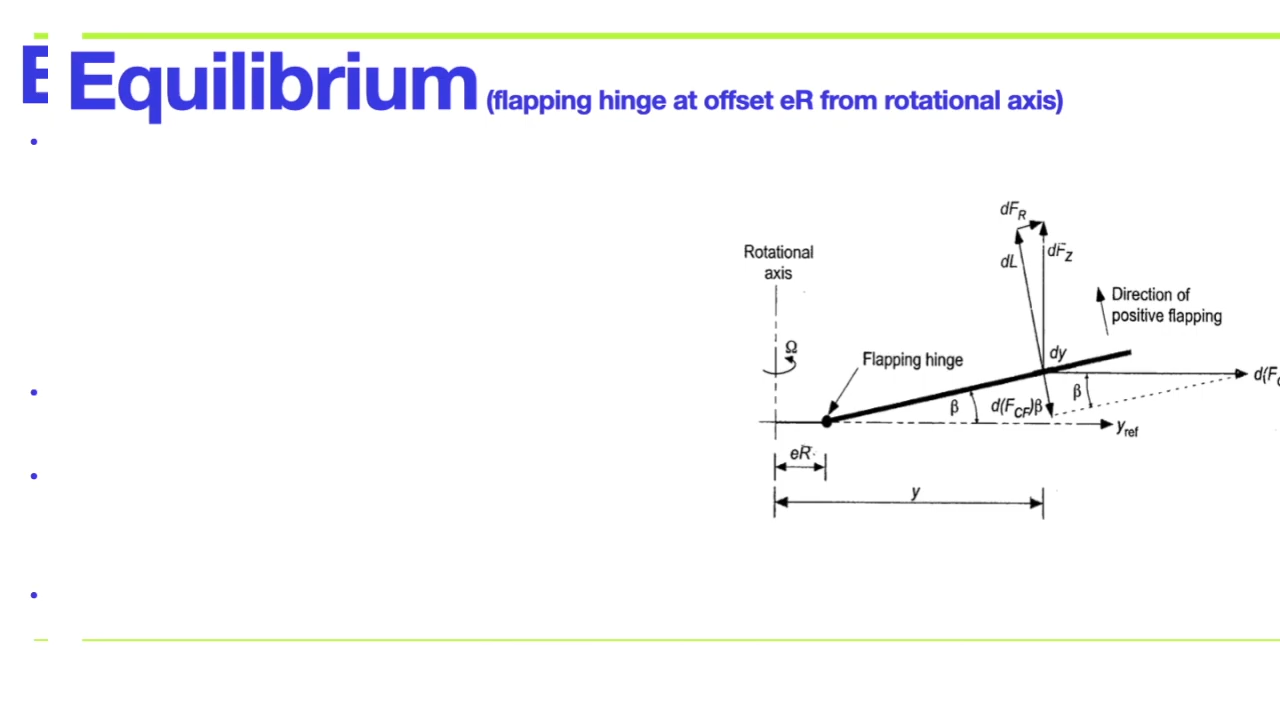 E
Equilibrium (flapping hinge at offset eR from rotational axis)
dF_R
dF_Z
dL
Rotational
axis
Direction of
positive flapping
Ω
Flapping hinge
dy
β
β
d(F_CF)β
d(F
y_ref
eR
y